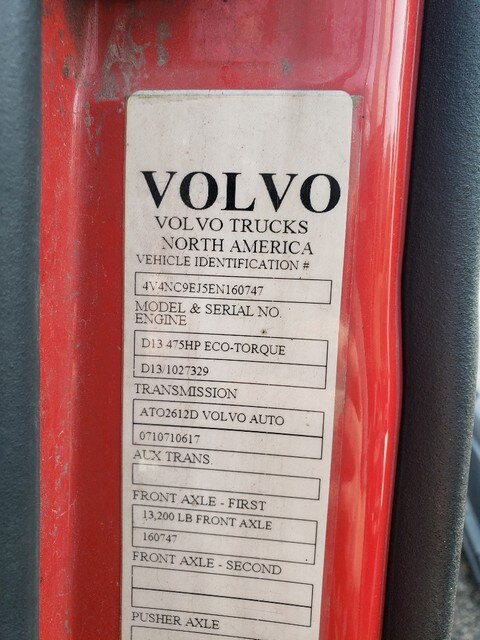 VOLVO
VOLVO TRUCKS
NORTH AMERICA
VEHICLE IDENTIFICATION #
4V4NC9EJ5EN160747
MODEL & SERIAL NO.
ENGINE
D13 475HP ECO-TORQUE
D13/1027329
TRANSMISSION
ATO2612D VOLVO AUTO
0710710617
AUX TRANS.
FRONT AXLE - FIRST
13,200 LB FRONT AXLE
160747
FRONT AXLE - SECOND
PUSHER AXLE